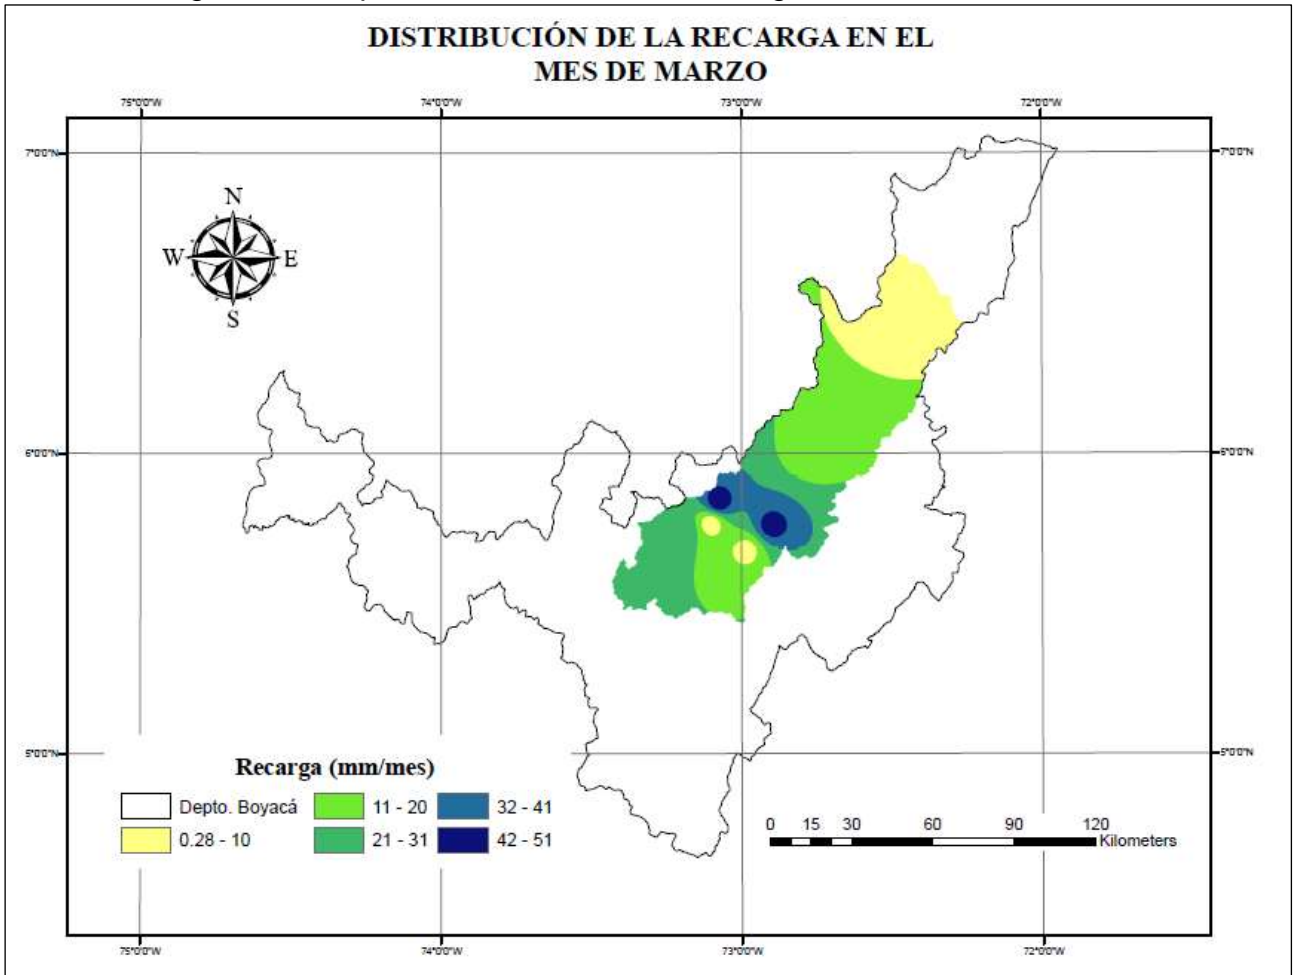 DISTRIBUCIÓN DE LA RECARGA EN EL
MES DE MARZO
75°0'0"W 74°0'0"W 73°0'0"W 72°0'0"W
7°0'0"N 7°0'0"N
N
W E
S
6°0'0"N 6°0'0"N
5°0'0"N 5°0'0"N
Recarga (mm/mes)
Depto. Boyacá 11 - 20 32 - 41
0.28 - 10 21 - 31 42 - 51
0 15 30 60 90 120
Kilometers
75°0'0"W 74°0'0"W 73°0'0"W 72°0'0"W